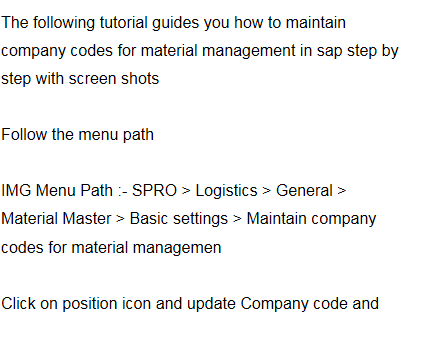 The following tutorial guides you how to maintain
company codes for material management in sap step by
step with screen shots
Follow the menu path
IMG Menu Path :- SPRO > Logistics > General >
Material Master > Basic settings > Maintain company
codes for material managemen
Click on position icon and update Company code and